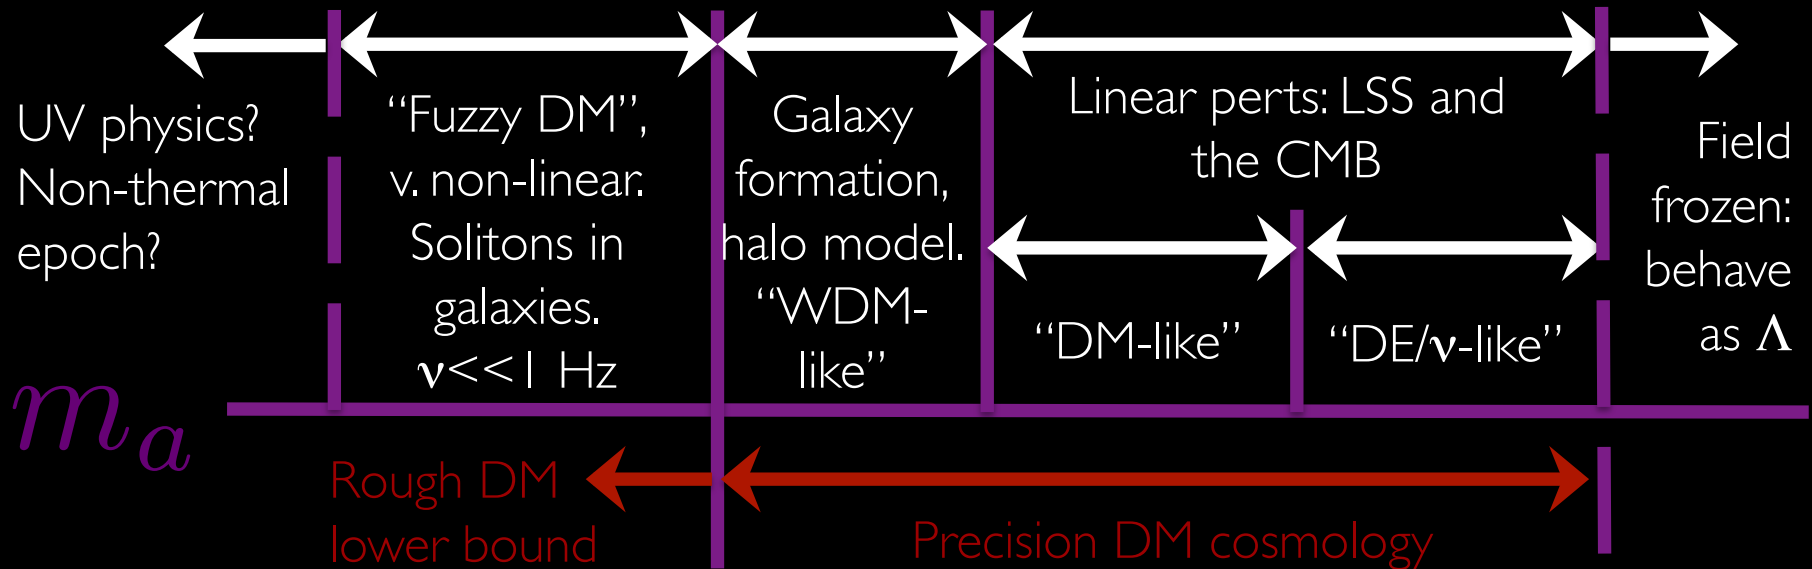 UV physics?
Non-thermal
epoch?
“Fuzzy DM”,
v. non-linear.
Solitons in
galaxies.
ν<<1 Hz
Galaxy
formation,
halo model.
“WDM-
like”
Linear perts: LSS and
the CMB
“DM-like”
“DE/ν-like”
Field
frozen:
behave
as Λ
m_a
Rough DM
lower bound
Precision DM cosmology